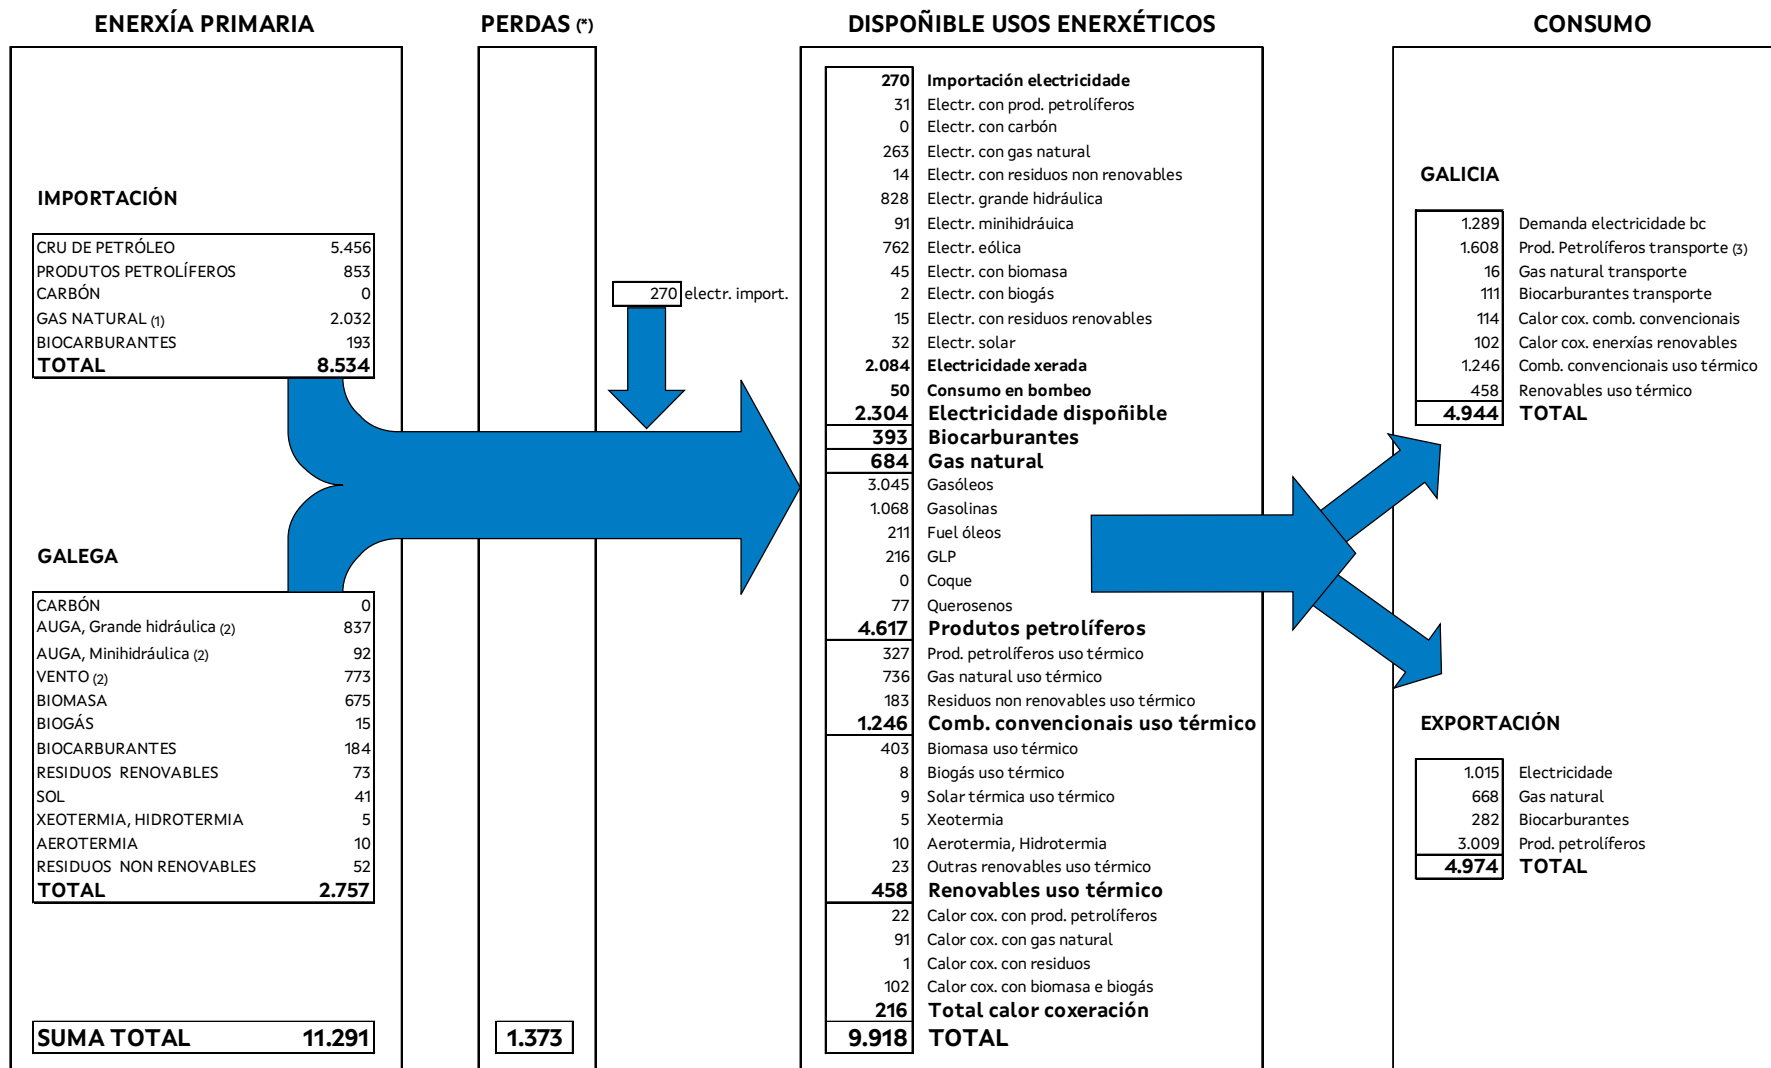 ENERXÍA PRIMARIA
IMPORTACIÓN
CRU DE PETRÓLEO 5.456
PRODUTOS PETROLÍFEROS 853
CARBÓN 0
GAS NATURAL (1) 2.032
BIOCARBURANTES 193
TOTAL 8.534
GALEGA
CARBÓN 0
AUGA, Grande hidráulica (2) 837
AUGA, Minihidráulica (2) 92
VENTO (2) 773
BIOMASA 675
BIOGÁS 15
BIOCARBURANTES 184
RESIDUOS RENOVABLES 73
SOL 41
XEOTERMIA, HIDROTERMIA 5
AEROTERMIA 10
RESIDUOS NON RENOVABLES 52
TOTAL 2.757
SUMA TOTAL 11.291
PERDAS (*)
1.373
270 electr. import.
DISPOÑIBLE USOS ENERXÉTICOS
270 Importación electricidade
31 Electr. con prod. petrolíferos
0 Electr. con carbón
263 Electr. con gas natural
14 Electr. con residuos non renovables
828 Electr. grande hidráulica
91 Electr. minihidráuica
762 Electr. eólica
45 Electr. con biomasa
2 Electr. con biogás
15 Electr. con residuos renovables
32 Electr. solar
2.084 Electricidade xerada
50 Consumo en bombeo
2.304 Electricidade dispoñible
393 Biocarburantes
684 Gas natural
3.045 Gasóleos
1.068 Gasolinas
211 Fuel óleos
216 GLP
0 Coque
77 Querosenos
4.617 Produtos petrolíferos
327 Prod. petrolíferos uso térmico
736 Gas natural uso térmico
183 Residuos non renovables uso térmico
1.246 Comb. convencionais uso térmico
403 Biomasa uso térmico
8 Biogás uso térmico
9 Solar térmica uso térmico
5 Xeotermia
10 Aerotermia, Hidrotermia
23 Outras renovables uso térmico
458 Renovables uso térmico
22 Calor cox. con prod. petrolíferos
91 Calor cox. con gas natural
1 Calor cox. con residuos
102 Calor cox. con biomasa e biogás
216 Total calor coxeración
9.918 TOTAL
CONSUMO
GALICIA
1.289 Demanda electricidade bc
1.608 Prod. Petrolíferos transporte (3)
16 Gas natural transporte
111 Biocarburantes transporte
114 Calor cox. comb. convencionais
102 Calor cox. enerxías renovables
1.246 Comb. convencionais uso térmico
458 Renovables uso térmico
4.944 TOTAL
EXPORTACIÓN
1.015 Electricidade
668 Gas natural
282 Biocarburantes
3.009 Prod. petrolíferos
4.974 TOTAL